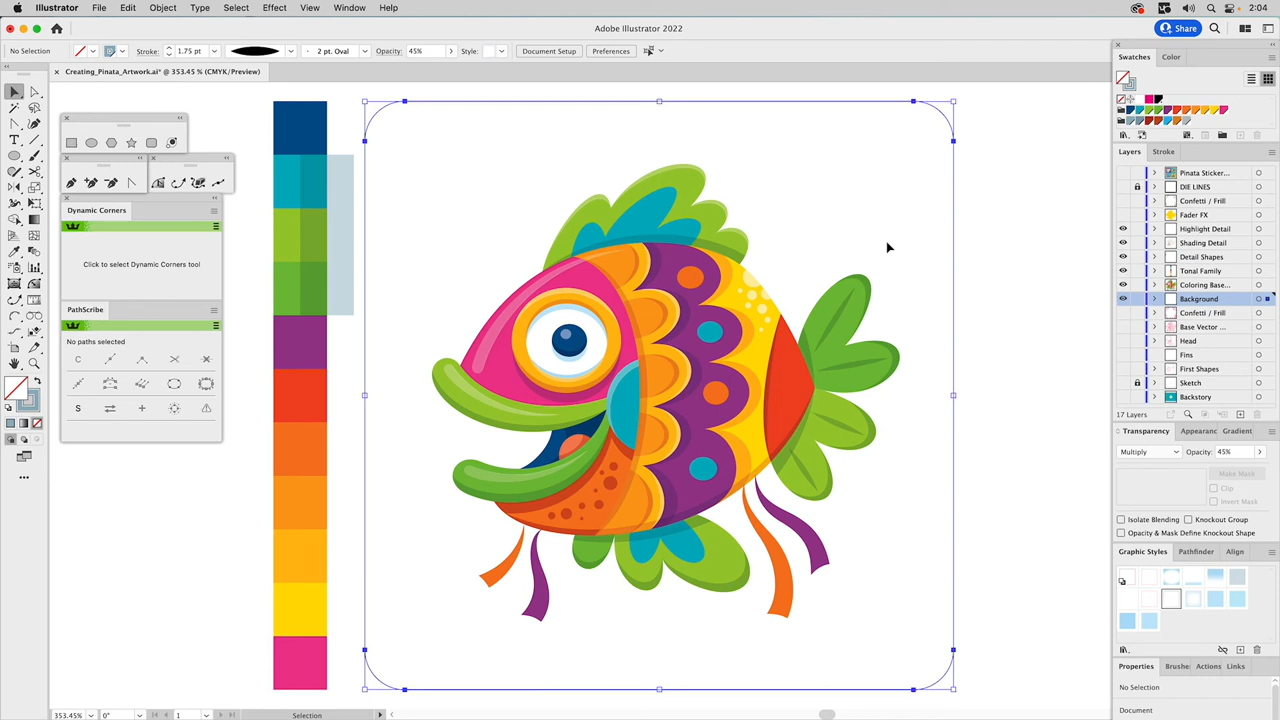 Illustrator File Edit Object Type Select Effect View Window Help 2:04
Adobe Illustrator 2022 Share
No Selection Stroke: 1.75 pt 2 pt. Oval Opacity: 45% Style: Document Setup Preferences
× Creating_Pinata_Artwork.ai* @ 353.45 % (CMYK/Preview)
Swatches Color
Layers Stroke
Pinata Sticker...
DIE LINES
Confetti / Frill
Fader FX
Highlight Detail
Shading Detail
Detail Shapes
Tonal Family
Coloring Base...
Background
Confetti / Frill
Base Vector ...
Head
Fins
First Shapes
Sketch
Backstory
17 Layers
Dynamic Corners
Click to select Dynamic Corners tool
PathScribe
No paths selected
C
S
Transparency Appearanc Gradient
Multiply Opacity: 45%
Make Mask
Clip
Invert Mask
Isolate Blending Knockout Group
Opacity & Mask Define Knockout Shape
Graphic Styles Pathfinder Align
Properties Brushe: Actions Links
No Selection
Document
353.45% 0° 1 Selection